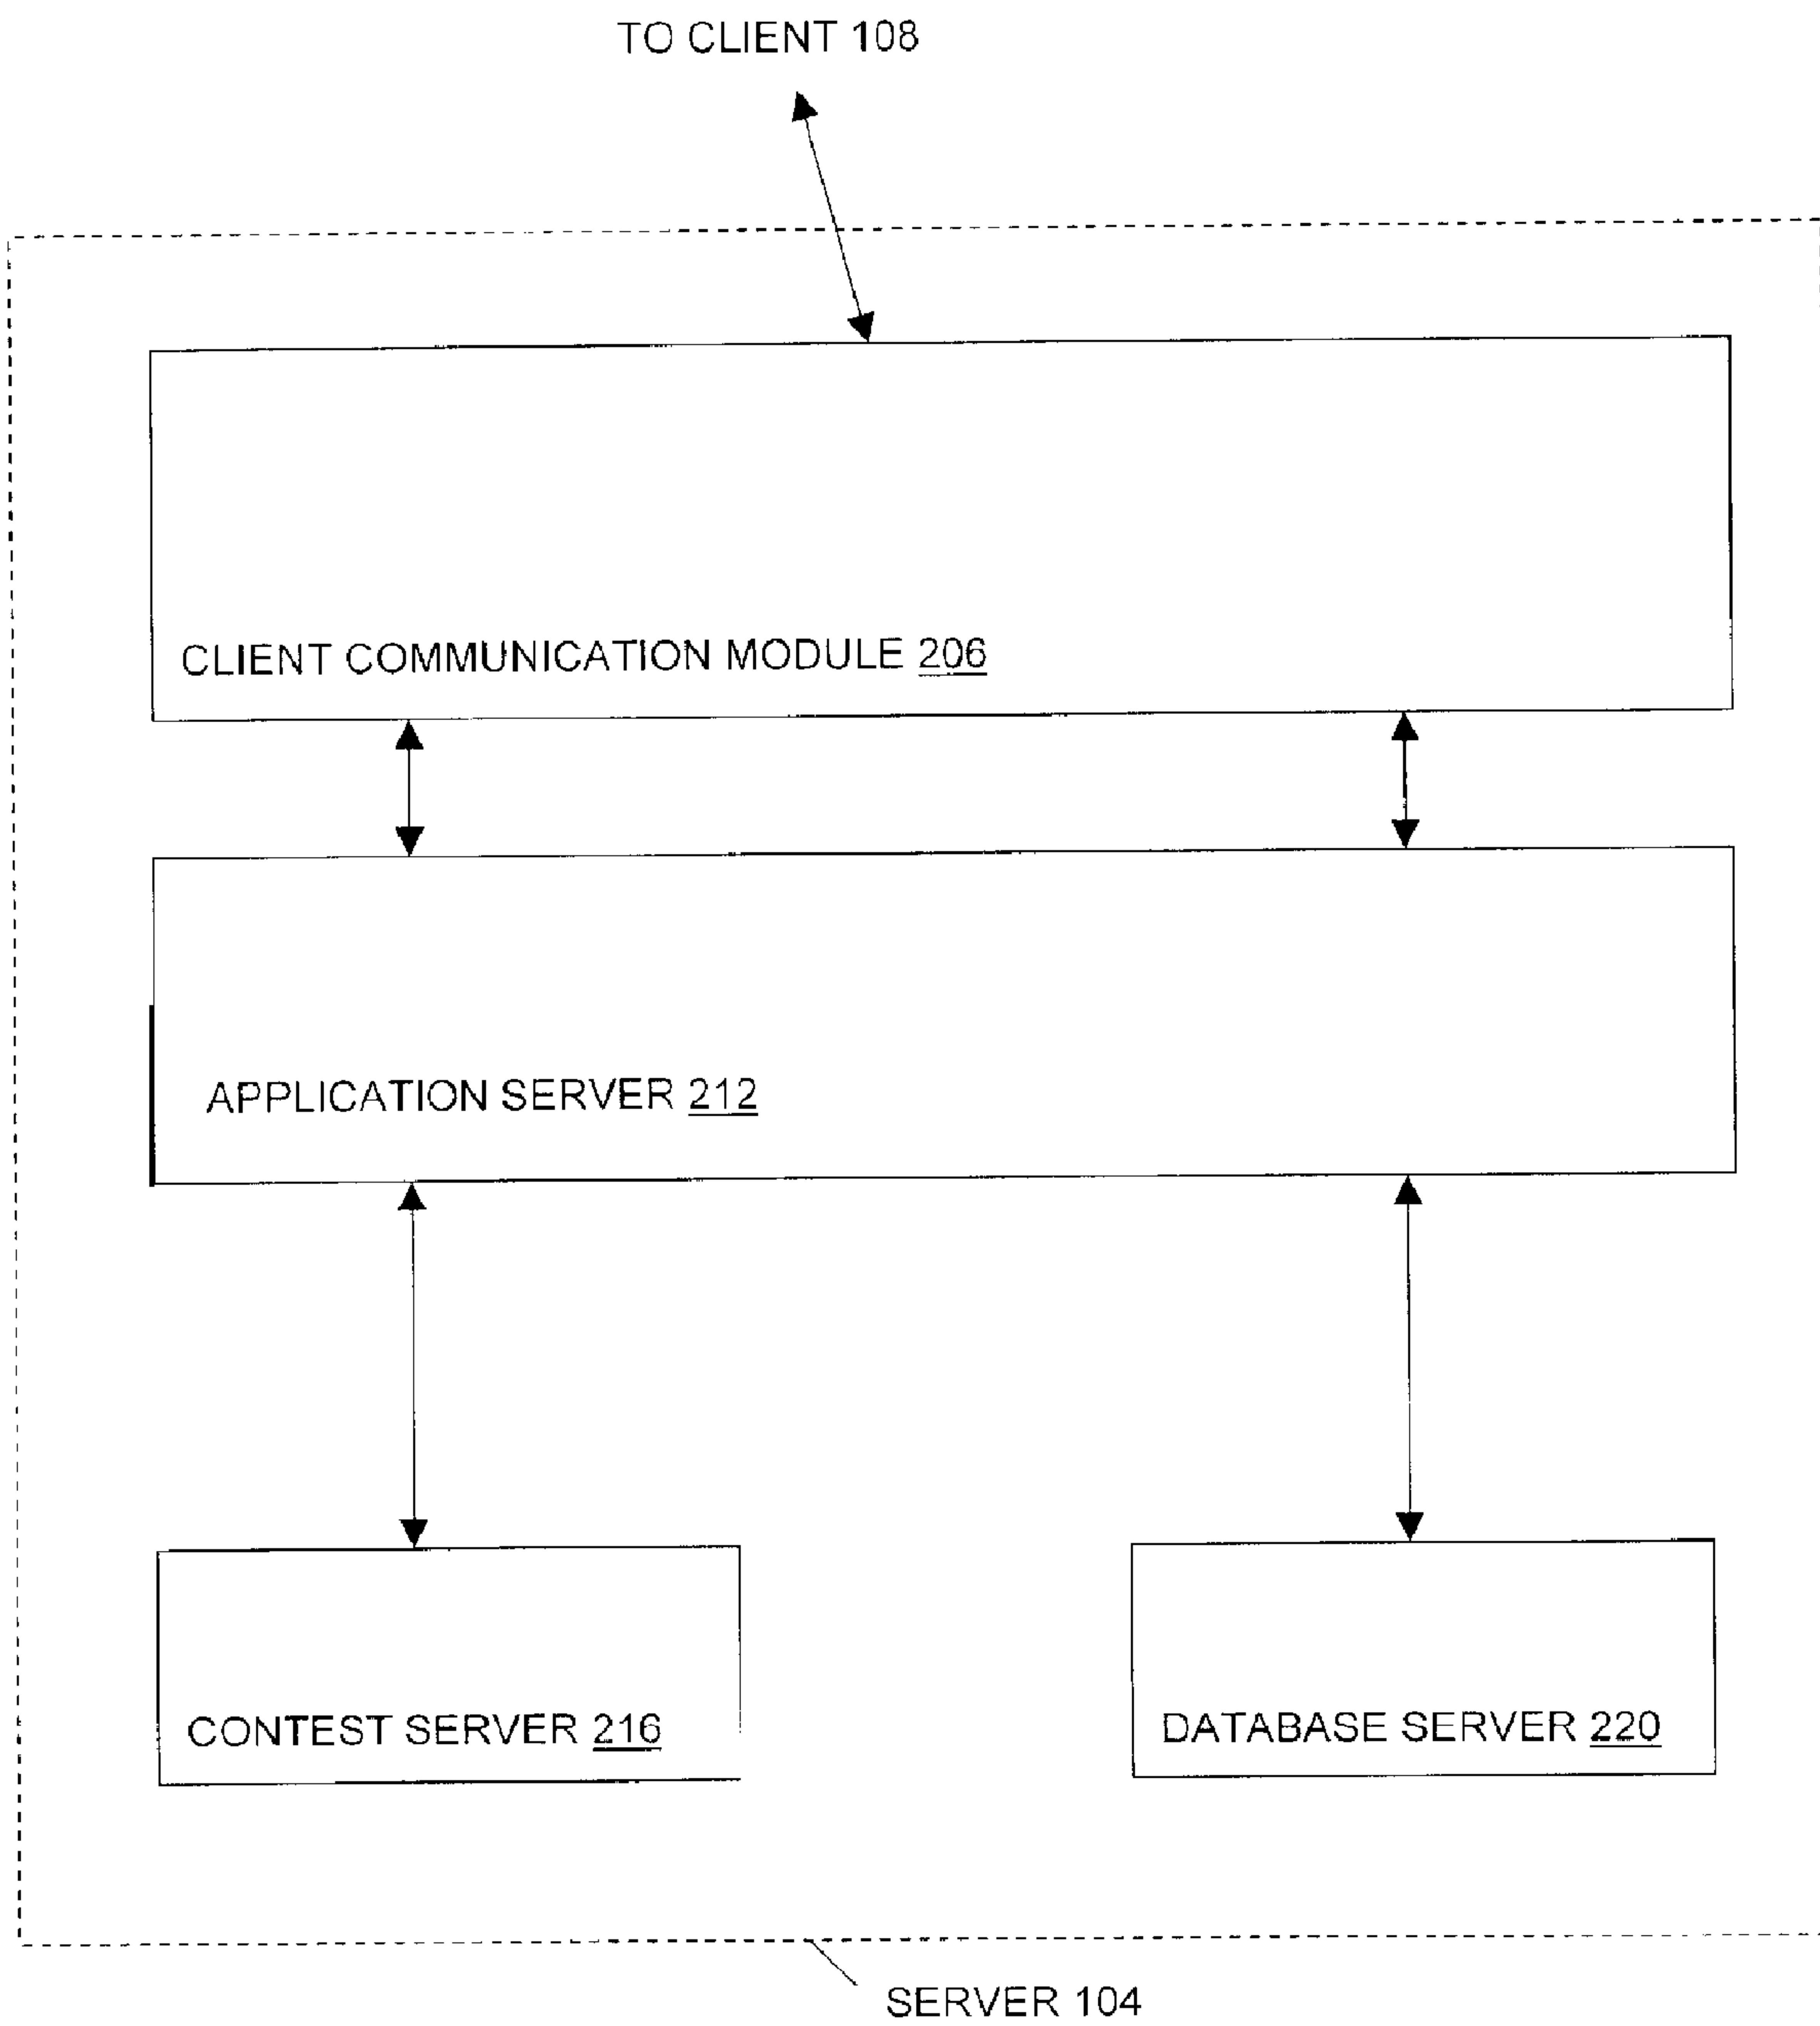 TO CLIENT 108
CLIENT COMMUNICATION MODULE 206
APPLICATION SERVER 212
CONTEST SERVER 216
DATABASE SERVER 220
SERVER 104